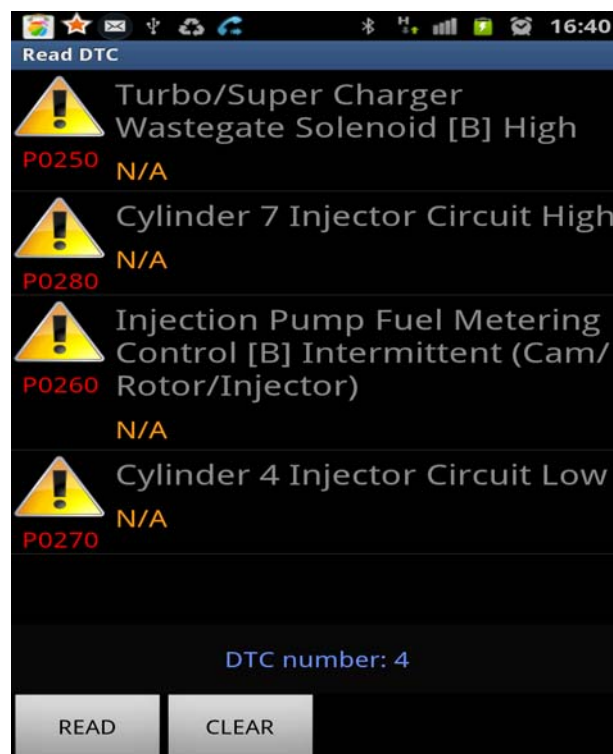 16:40
Read DTC
Turbo/Super Charger
Wastegate Solenoid [B] High
P0250
N/A
Cylinder 7 Injector Circuit High
N/A
P0280
Injection Pump Fuel Metering
Control [B] Intermittent (Cam/
P0260 Rotor/Injector)
N/A
Cylinder 4 Injector Circuit Low
N/A
P0270
DTC number: 4
READ CLEAR